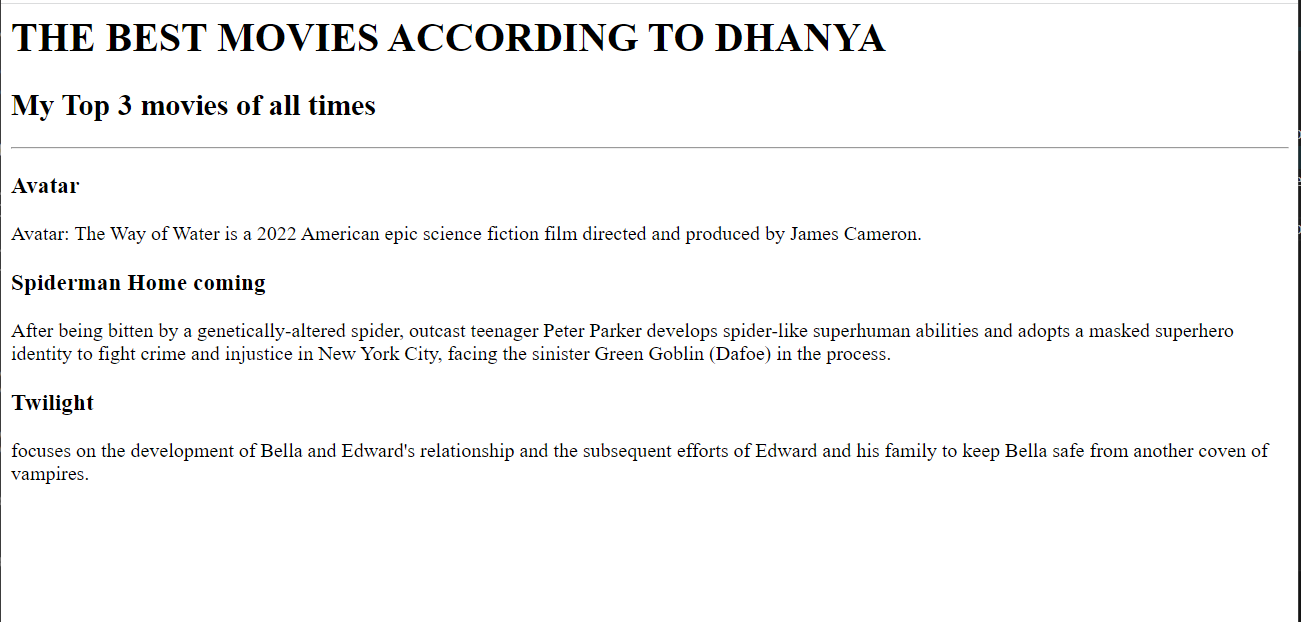 THE BEST MOVIES ACCORDING TO DHANYA
My Top 3 movies of all times
Avatar
Avatar: The Way of Water is a 2022 American epic science fiction film directed and produced by James Cameron.
Spiderman Home coming
After being bitten by a genetically-altered spider, outcast teenager Peter Parker develops spider-like superhuman abilities and adopts a masked superhero
identity to fight crime and injustice in New York City, facing the sinister Green Goblin (Dafoe) in the process.
Twilight
focuses on the development of Bella and Edward's relationship and the subsequent efforts of Edward and his family to keep Bella safe from another coven of
vampires.